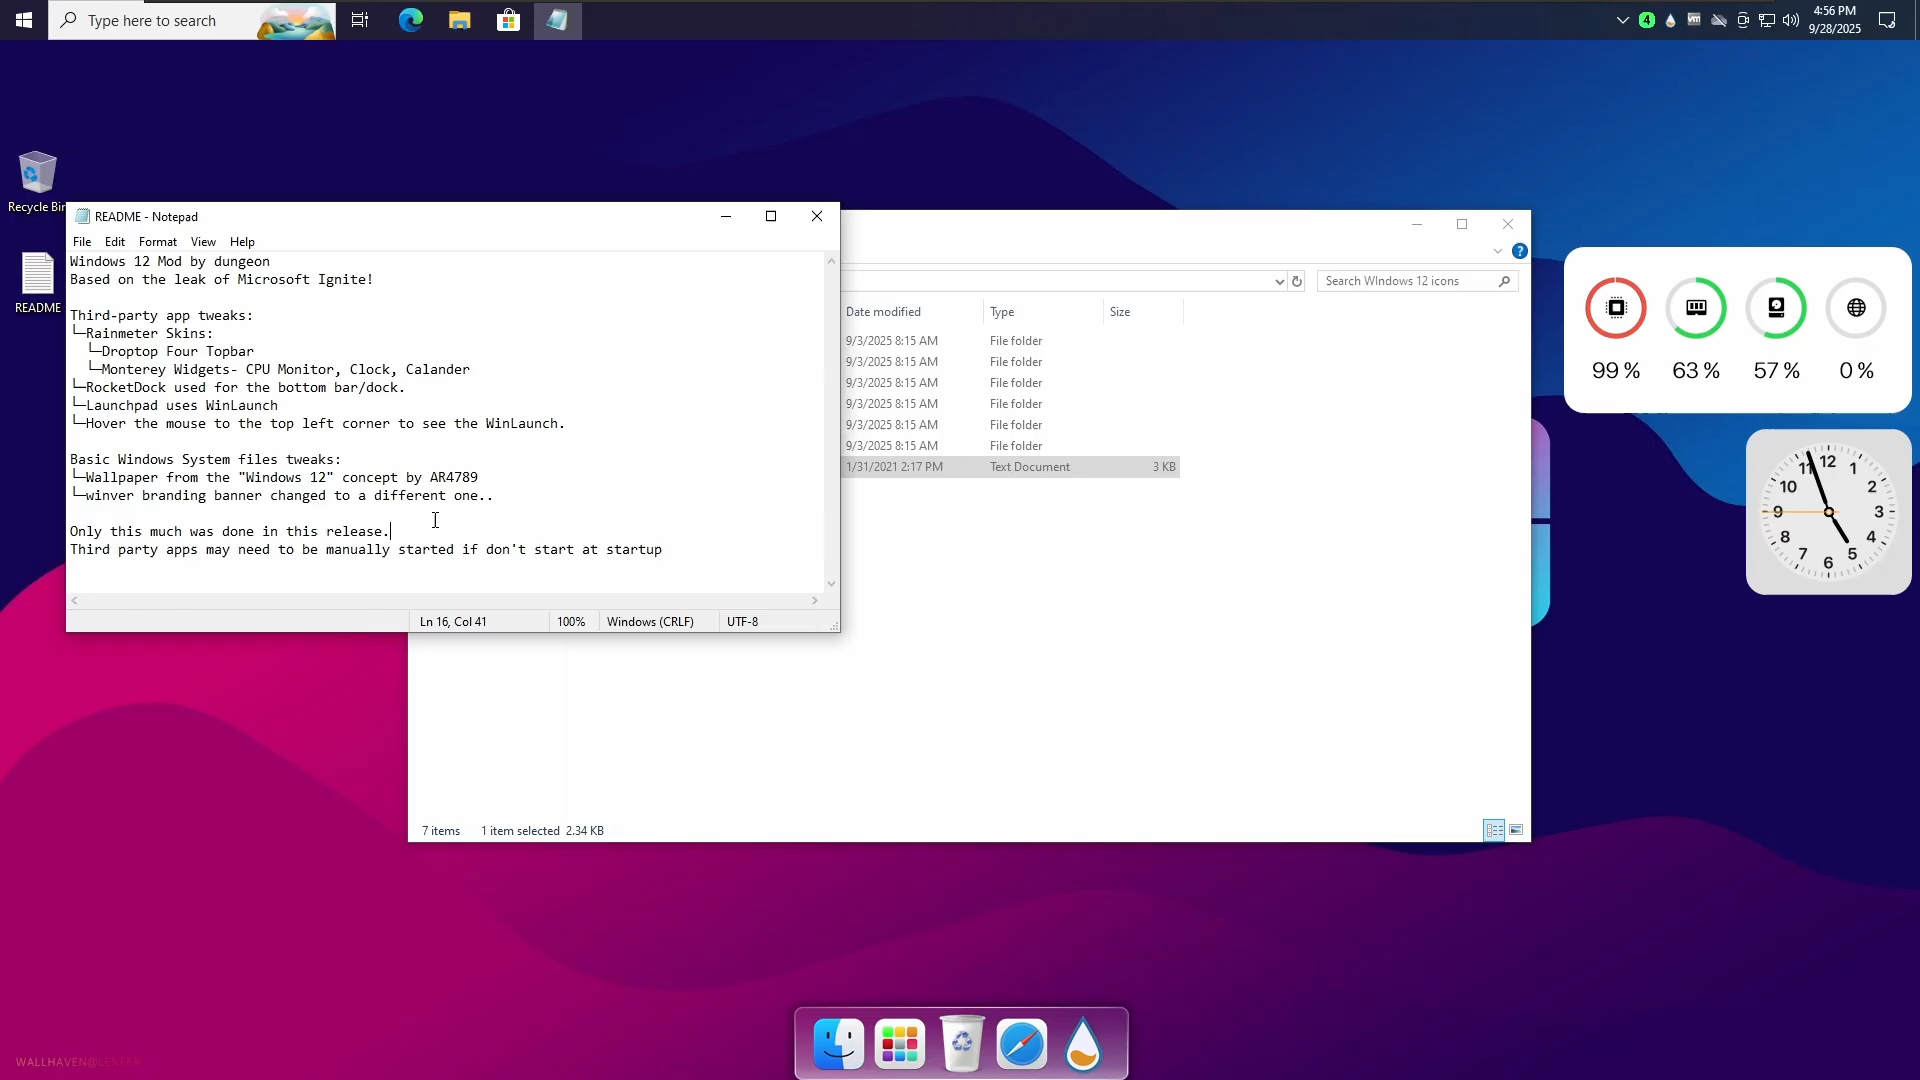 Type here to search
4
vm
4:56 PM
9/28/2025
Recycle Bin
README
README - Notepad
File Edit Format View Help
Windows 12 Mod by dungeon
Based on the leak of Microsoft Ignite!
Third-party app tweaks:
└─Rainmeter Skins:
└─Droptop Four Topbar
└─Monterey Widgets- CPU Monitor, Clock, Calander
└─RocketDock used for the bottom bar/dock.
└─Launchpad uses WinLaunch
└─Hover the mouse to the top left corner to see the WinLaunch.
Basic Windows System files tweaks:
└─Wallpaper from the "Windows 12" concept by AR4789
└─winver branding banner changed to a different one..
Only this much was done in this release.
Third party apps may need to be manually started if don't start at startup
Ln 16, Col 41 100% Windows (CRLF) UTF-8
Search WIndows 12 icons
Date modified Type Size
9/3/2025 8:15 AM File folder
9/3/2025 8:15 AM File folder
9/3/2025 8:15 AM File folder
9/3/2025 8:15 AM File folder
9/3/2025 8:15 AM File folder
9/3/2025 8:15 AM File folder
1/31/2021 2:17 PM Text Document 3 KB
7 items 1 item selected 2.34 KB
99 % 63 % 57 % 0 %
12
11 1
10 2
9 3
8 4
7 5
6
WALLHAVEN@